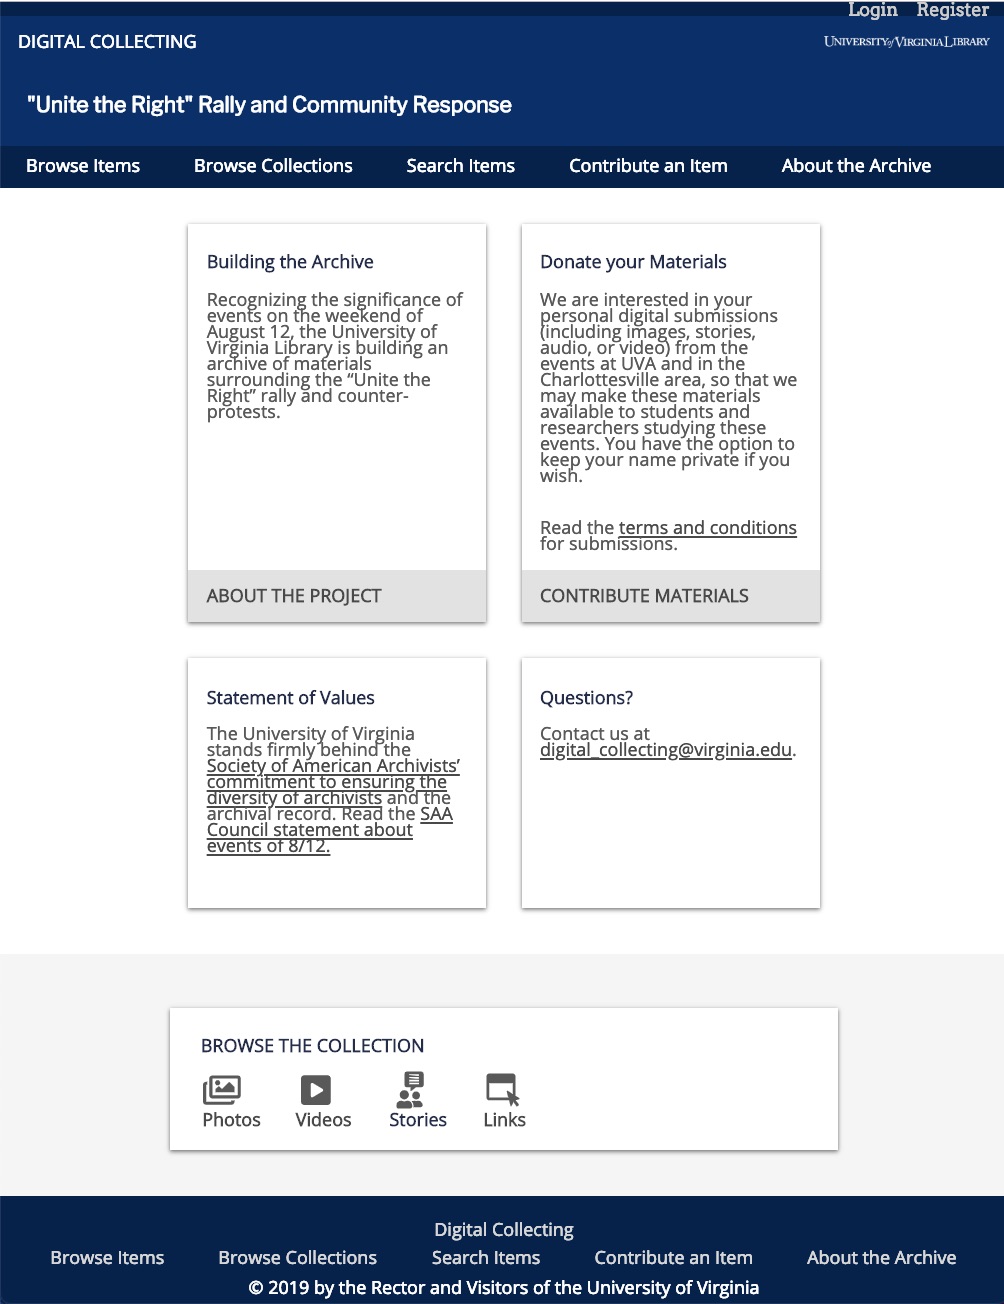 Login Register
DIGITAL COLLECTING
UNIVERSITY of VIRGINIA LIBRARY
"Unite the Right" Rally and Community Response
Browse Items Browse Collections Search Items Contribute an Item About the Archive
Building the Archive
Recognizing the significance of
events on the weekend of
August 12, the University of
Virginia Library is building an
archive of materials
surrounding the “Unite the
Right” rally and counter-
protests.
ABOUT THE PROJECT
Donate your Materials
We are interested in your
personal digital submissions
(including images, stories,
audio, or video) from the
events at UVA and in the
Charlottesville area, so that we
may make these materials
available to students and
researchers studying these
events. You have the option to
keep your name private if you
wish.
Read the terms and conditions
for submissions.
CONTRIBUTE MATERIALS
Statement of Values
The University of Virginia
stands firmly behind the
Society of American Archivists’
commitment to ensuring the
diversity of archivists and the
archival record. Read the SAA
Council statement about
events of 8/12.
Questions?
Contact us at
digital_collecting@virginia.edu.
BROWSE THE COLLECTION
Photos Videos Stories Links
Digital Collecting
Browse Items Browse Collections Search Items Contribute an Item About the Archive
© 2019 by the Rector and Visitors of the University of Virginia